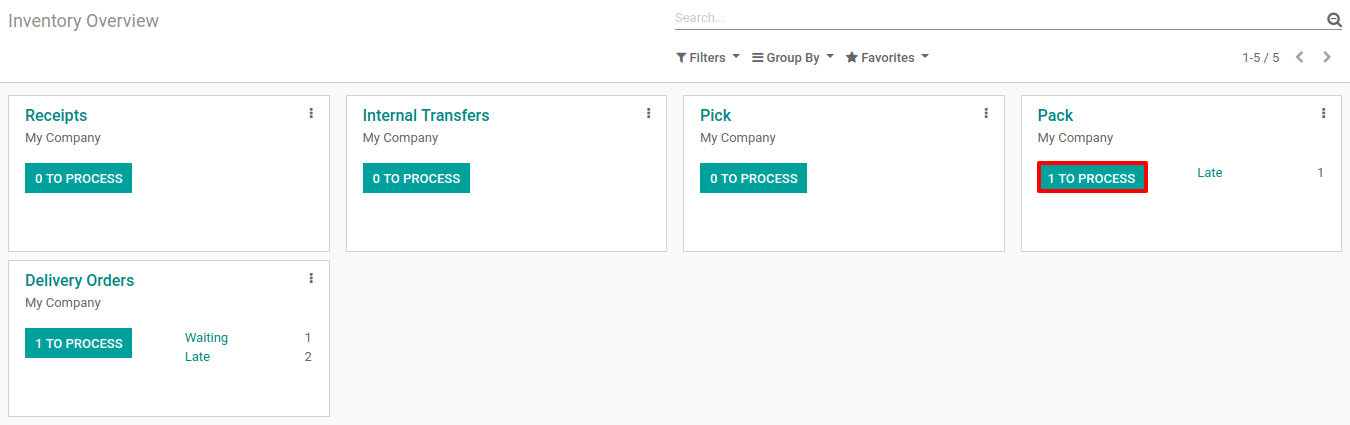 Inventory Overview
Search...
Filters Group By Favorites 1-5 / 5
Receipts
My Company
0 TO PROCESS
Internal Transfers
My Company
0 TO PROCESS
Pick
My Company
0 TO PROCESS
Pack
My Company
1 TO PROCESS
Late 1
Delivery Orders
My Company
1 TO PROCESS
Waiting 1
Late 2